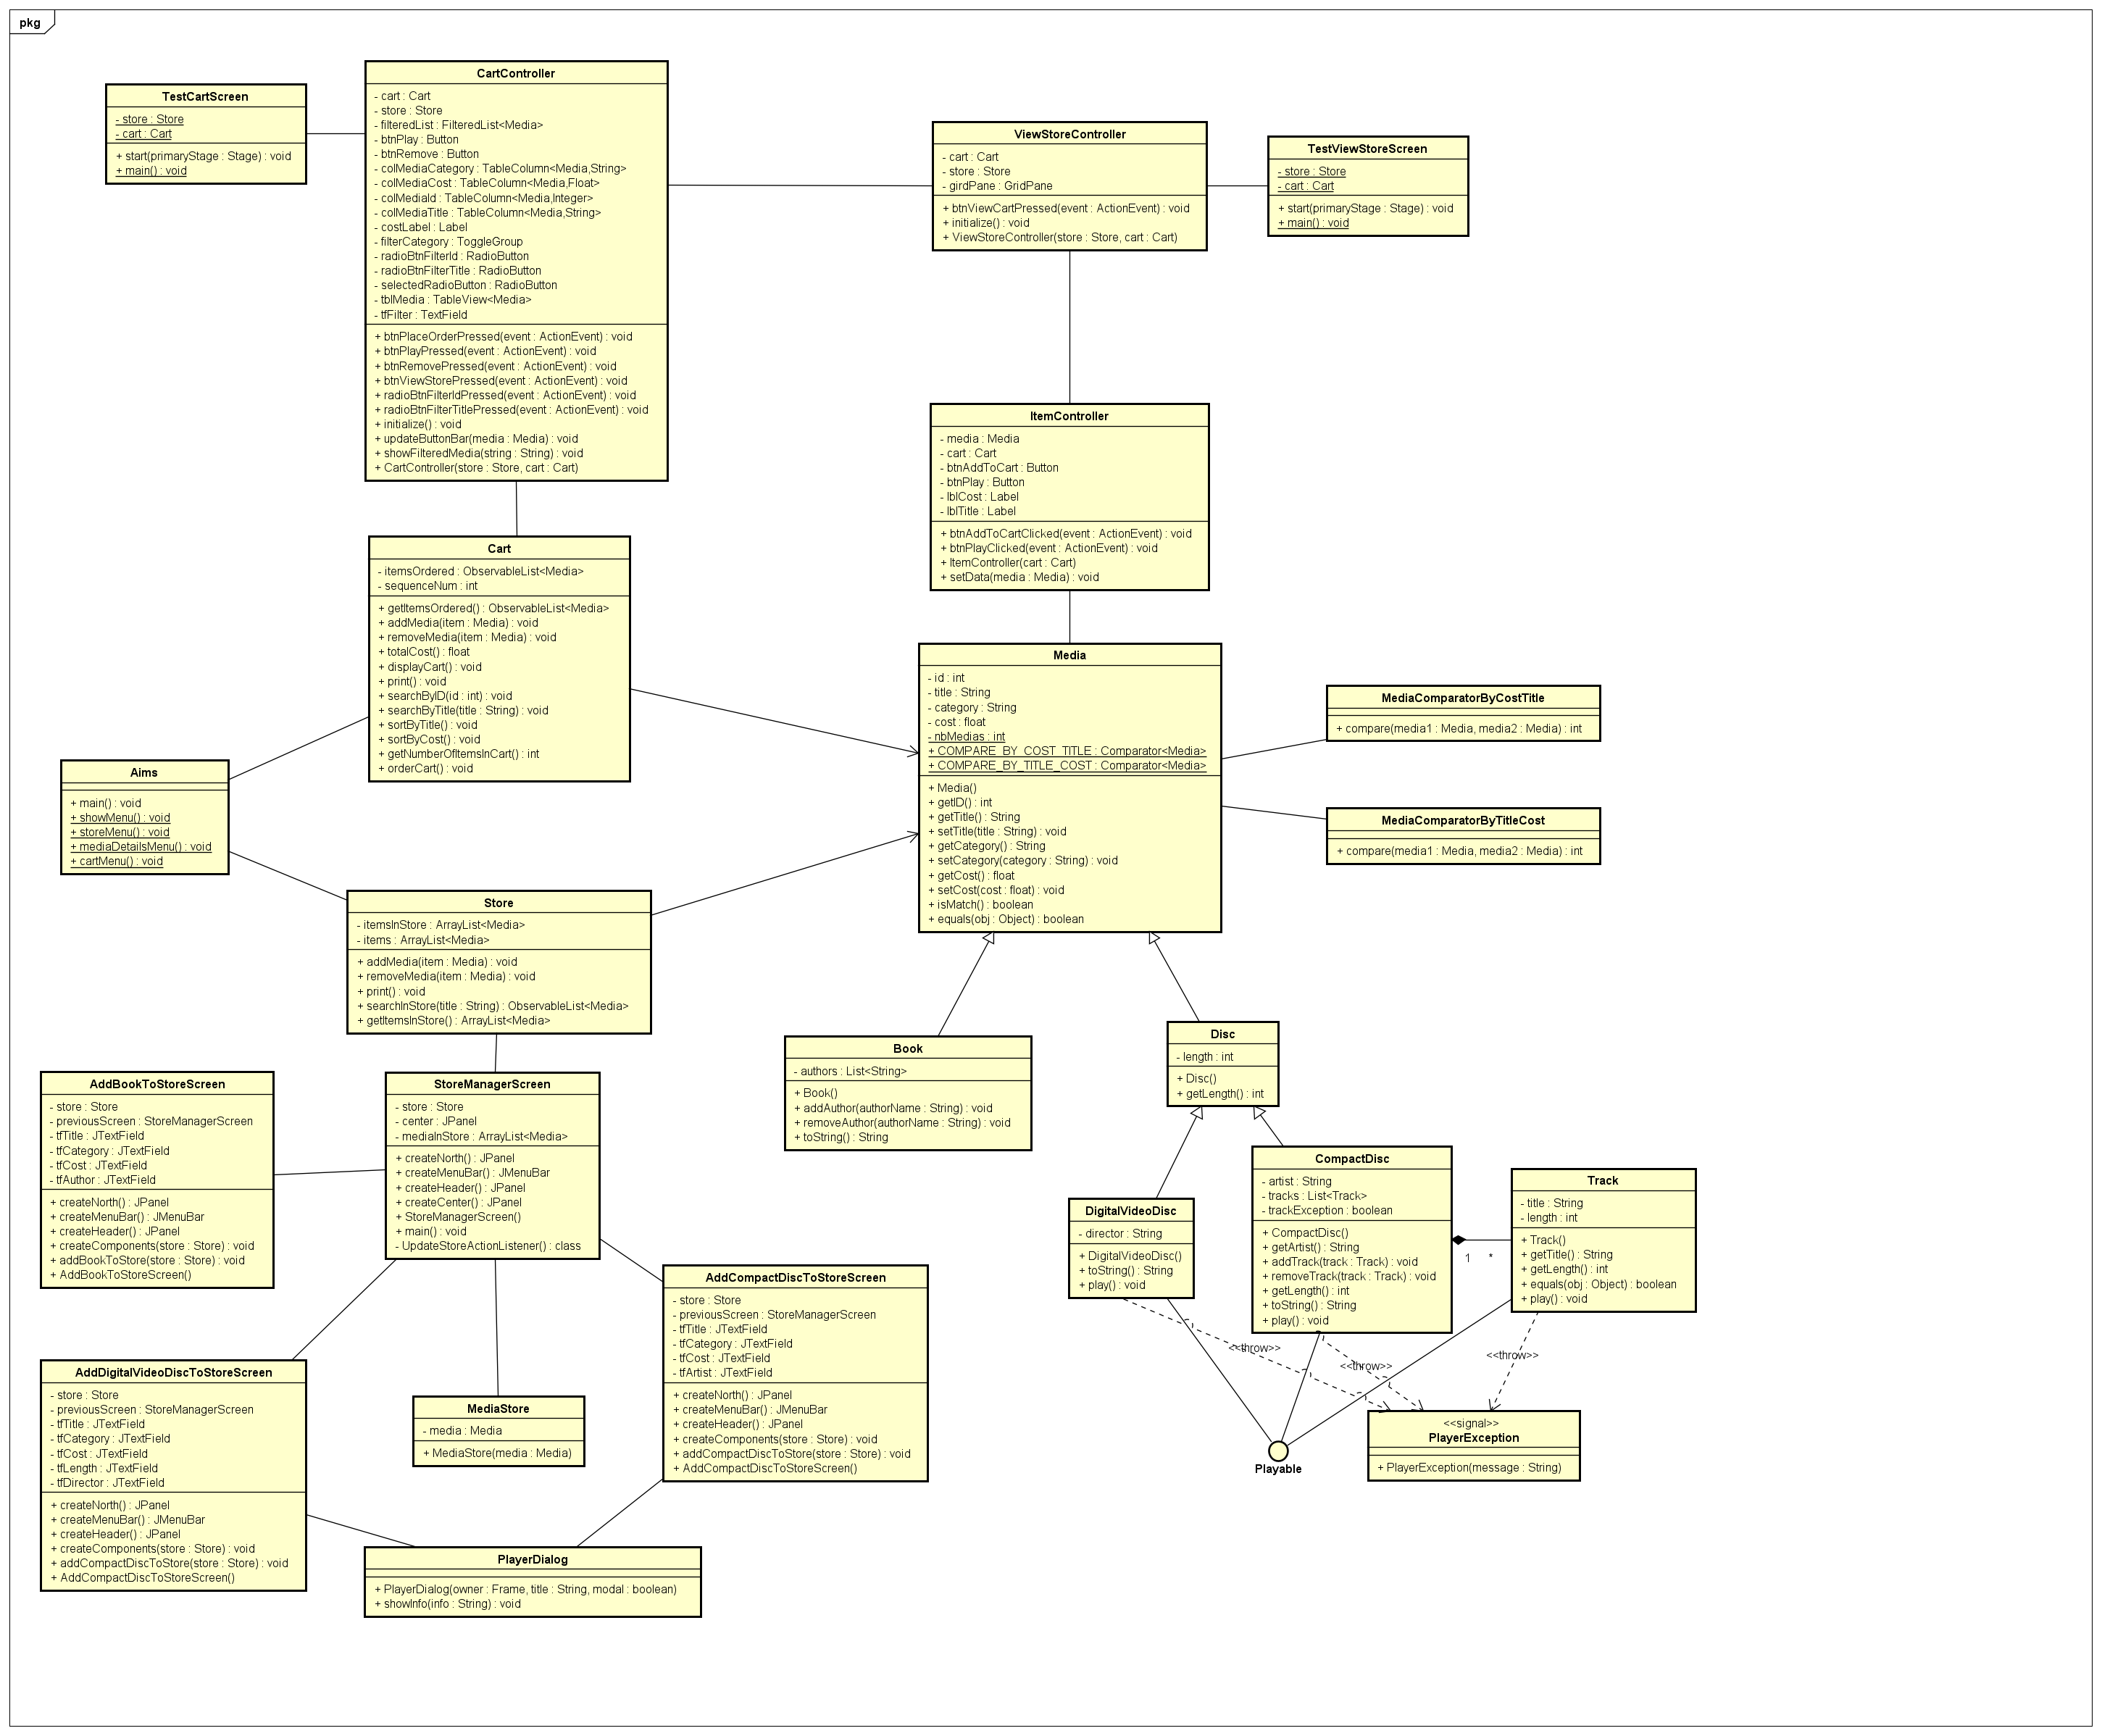 pkg
TestCartScreen
- store : Store
- cart : Cart
+ start(primaryStage : Stage) : void
+ main() : void
CartController
- cart : Cart
- store : Store
- filteredList : FilteredList<Media>
- btnPlay : Button
- btnRemove : Button
- colMediaCategory : TableColumn<Media,String>
- colMediaCost : TableColumn<Media,Float>
- colMediaId : TableColumn<Media,Integer>
- colMediaTitle : TableColumn<Media,String>
- costLabel : Label
- filterCategory : ToggleGroup
- radioBtnFilterId : RadioButton
- radioBtnFilterTitle : RadioButton
- selectedRadioButton : RadioButton
- tblMedia : TableView<Media>
- tfFilter : TextField
+ btnPlaceOrderPressed(event : ActionEvent) : void
+ btnPlayPressed(event : ActionEvent) : void
+ btnRemovePressed(event : ActionEvent) : void
+ btnViewStorePressed(event : ActionEvent) : void
+ radioBtnFilterIdPressed(event : ActionEvent) : void
+ radioBtnFilterTitlePressed(event : ActionEvent) : void
+ initialize() : void
+ updateButtonBar(media : Media) : void
+ showFilteredMedia(string : String) : void
+ CartController(store : Store, cart : Cart)
ViewStoreController
- cart : Cart
- store : Store
- girdPane : GridPane
+ btnViewCartPressed(event : ActionEvent) : void
+ initialize() : void
+ ViewStoreController(store : Store, cart : Cart)
TestViewStoreScreen
- store : Store
- cart : Cart
+ start(primaryStage : Stage) : void
+ main() : void
ItemController
- media : Media
- cart : Cart
- btnAddToCart : Button
- btnPlay : Button
- lblCost : Label
- lblTitle : Label
+ btnAddToCartClicked(event : ActionEvent) : void
+ btnPlayClicked(event : ActionEvent) : void
+ ItemController(cart : Cart)
+ setData(media : Media) : void
Cart
- itemsOrdered : ObservableList<Media>
- sequenceNum : int
+ getItemsOrdered() : ObservableList<Media>
+ addMedia(item : Media) : void
+ removeMedia(item : Media) : void
+ totalCost() : float
+ displayCart() : void
+ print() : void
+ searchByID(id : int) : void
+ searchByTitle(title : String) : void
+ sortByTitle() : void
+ sortByCost() : void
+ getNumberOfItemsInCart() : int
+ orderCart() : void
Media
- id : int
- title : String
- category : String
- cost : float
- nbMedias : int
+ COMPARE_BY_COST_TITLE : Comparator<Media>
+ COMPARE_BY_TITLE_COST : Comparator<Media>
+ Media()
+ getID() : int
+ getTitle() : String
+ setTitle(title : String) : void
+ getCategory() : String
+ setCategory(category : String) : void
+ getCost() : float
+ setCost(cost : float) : void
+ isMatch() : boolean
+ equals(obj : Object) : boolean
MediaComparatorByCostTitle
+ compare(media1 : Media, media2 : Media) : int
MediaComparatorByTitleCost
+ compare(media1 : Media, media2 : Media) : int
Aims
+ main() : void
+ showMenu() : void
+ storeMenu() : void
+ mediaDetailsMenu() : void
+ cartMenu() : void
Store
- itemsInStore : ArrayList<Media>
- items : ArrayList<Media>
+ addMedia(item : Media) : void
+ removeMedia(item : Media) : void
+ print() : void
+ searchInStore(title : String) : ObservableList<Media>
+ getItemsInStore() : ArrayList<Media>
Book
- authors : List<String>
+ Book()
+ addAuthor(authorName : String) : void
+ removeAuthor(authorName : String) : void
+ toString() : String
Disc
- length : int
+ Disc()
+ getLength() : int
AddBookToStoreScreen
- store : Store
- previousScreen : StoreManagerScreen
- tfTitle : JTextField
- tfCategory : JTextField
- tfCost : JTextField
- tfAuthor : JTextField
+ createNorth() : JPanel
+ createMenuBar() : JMenuBar
+ createHeader() : JPanel
+ createComponents(store : Store) : void
+ addBookToStore(store : Store) : void
+ AddBookToStoreScreen()
StoreManagerScreen
- store : Store
- center : JPanel
- mediaInStore : ArrayList<Media>
+ createNorth() : JPanel
+ createMenuBar() : JMenuBar
+ createHeader() : JPanel
+ createCenter() : JPanel
+ StoreManagerScreen()
+ main() : void
- UpdateStoreActionListener() : class
DigitalVideoDisc
- director : String
+ DigitalVideoDisc()
+ toString() : String
+ play() : void
CompactDisc
- artist : String
- tracks : List<Track>
- trackException : boolean
+ CompactDisc()
+ getArtist() : String
+ addTrack(track : Track) : void
+ removeTrack(track : Track) : void
+ getLength() : int
+ toString() : String
+ play() : void
1 *
Track
- title : String
- length : int
+ Track()
+ getTitle() : String
+ getLength() : int
+ equals(obj : Object) : boolean
+ play() : void
<<throw>>
<<throw>>
<<throw>>
AddCompactDiscToStoreScreen
- store : Store
- previousScreen : StoreManagerScreen
- tfTitle : JTextField
- tfCategory : JTextField
- tfCost : JTextField
- tfArtist : JTextField
+ createNorth() : JPanel
+ createMenuBar() : JMenuBar
+ createHeader() : JPanel
+ createComponents(store : Store) : void
+ addCompactDiscToStore(store : Store) : void
+ AddCompactDiscToStoreScreen()
AddDigitalVideoDiscToStoreScreen
- store : Store
- previousScreen : StoreManagerScreen
- tfTitle : JTextField
- tfCategory : JTextField
- tfCost : JTextField
- tfLength : JTextField
- tfDirector : JTextField
+ createNorth() : JPanel
+ createMenuBar() : JMenuBar
+ createHeader() : JPanel
+ createComponents(store : Store) : void
+ addCompactDiscToStore(store : Store) : void
+ AddCompactDiscToStoreScreen()
MediaStore
- media : Media
+ MediaStore(media : Media)
Playable
<<signal>>
PlayerException
+ PlayerException(message : String)
PlayerDialog
+ PlayerDialog(owner : Frame, title : String, modal : boolean)
+ showInfo(info : String) : void